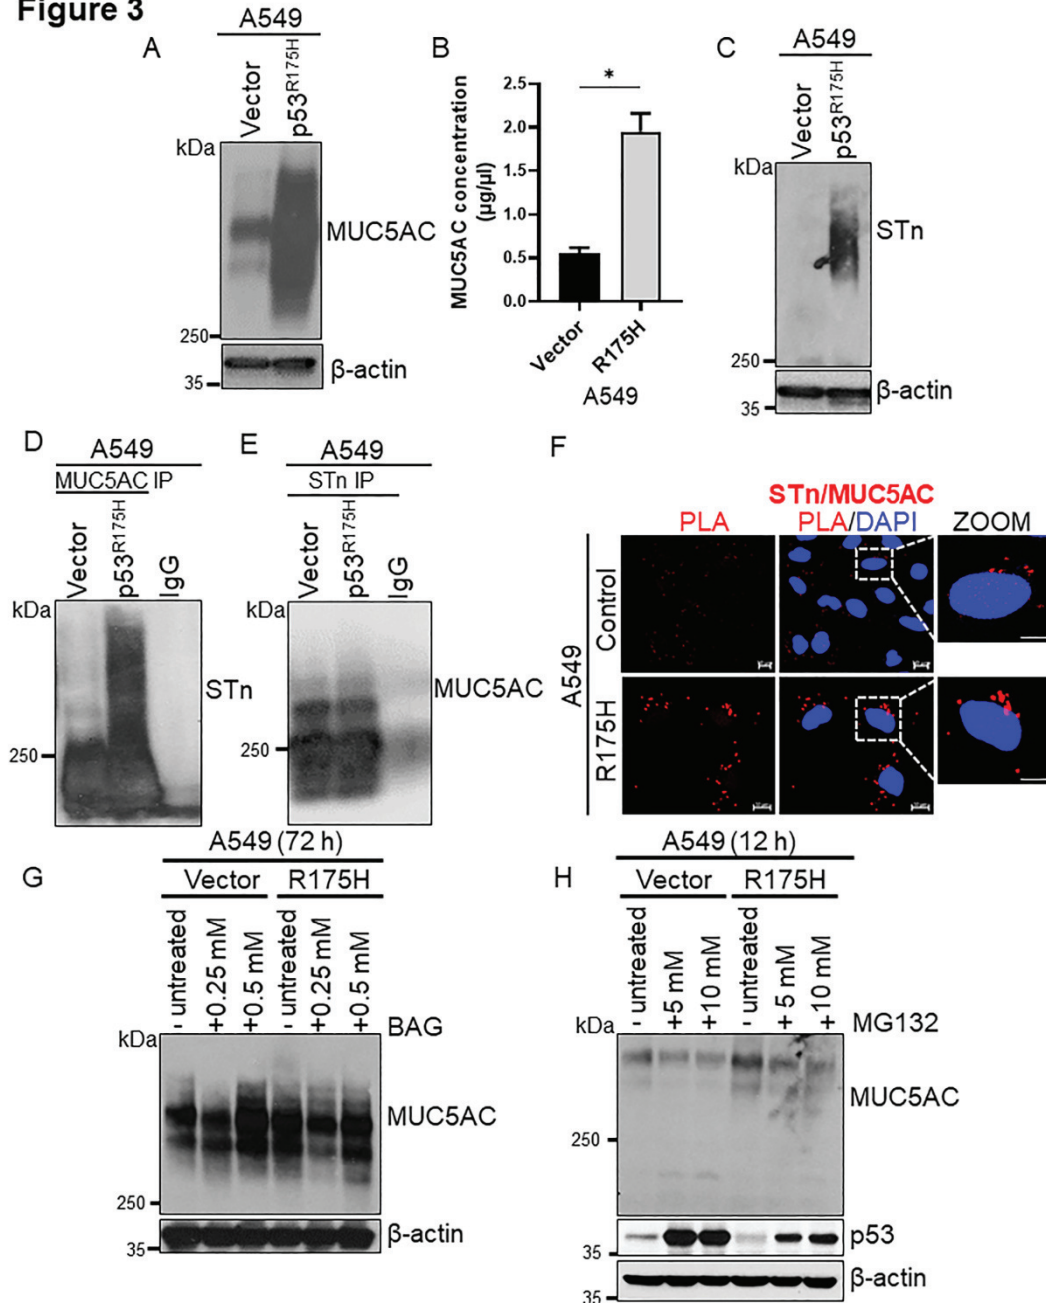 Figure 3
A
A549
Vector
p53R175H
kDa
MUC5AC
250
β-actin
35
B
MUC5AC concentration
(µg/µl)
2.5
2.0
1.5
1.0
0.5
0.0
*
Vector
R175H
A549
C
A549
Vector
p53R175H
kDa
STn
250
β-actin
35
D
A549
MUC5AC IP
Vector
p53R175H
IgG
kDa
STn
250
E
A549
STn IP
Vector
p53R175H
IgG
kDa
MUC5AC
250
F
STn/MUC5AC
PLA
PLA/DAPI
ZOOM
A549
Control
R175H
G
A549 (72 h)
Vector
R175H
- untreated
+0.25 mM
+0.5 mM
- untreated
+0.25 mM
+0.5 mM
BAG
kDa
MUC5AC
250
β-actin
35
H
A549 (12 h)
Vector
R175H
- untreated
+5 mM
+10 mM
- untreated
+ 5 mM
+ 10 mM
MG132
kDa
MUC5AC
250
p53
35
β-actin
35